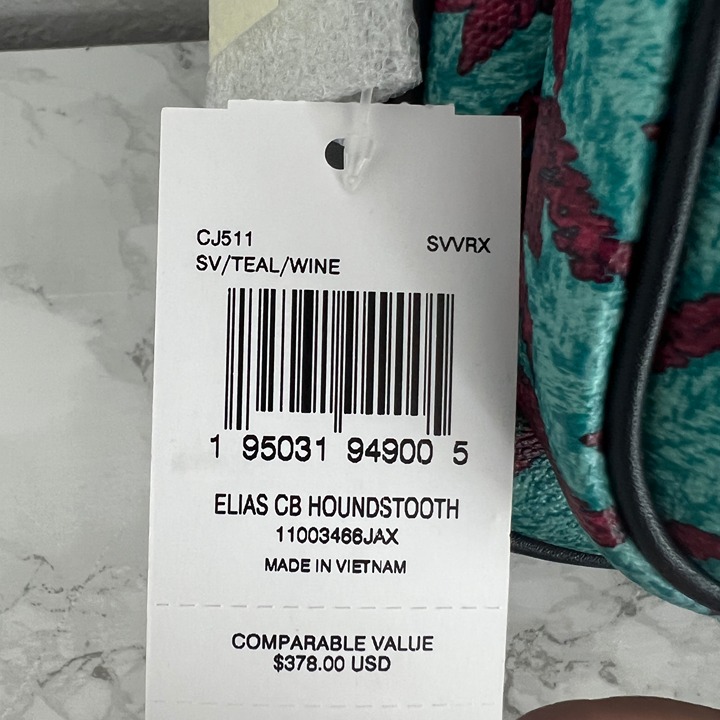 CJ511 SVVRX
SV/TEAL/WINE
1 95031 94900 5
ELIAS CB HOUNDSTOOTH
11003466JAX
MADE IN VIETNAM
COMPARABLE VALUE
$378.00 USD